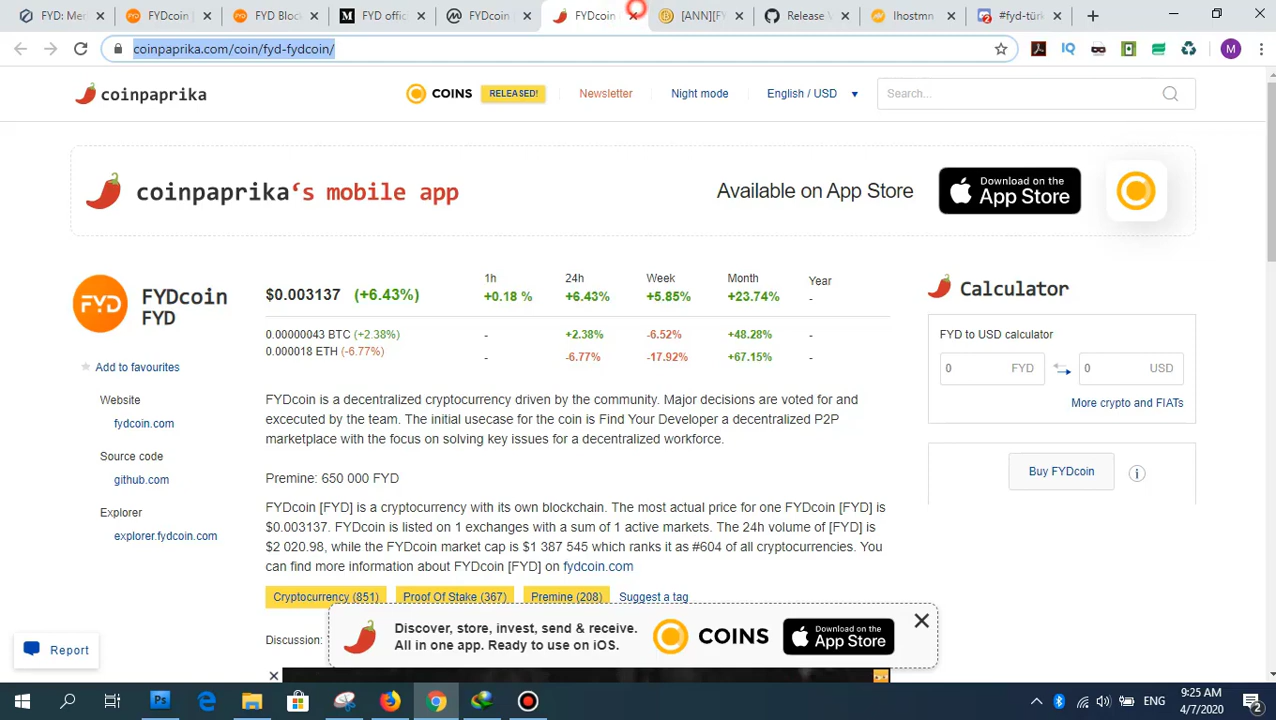 FYD: Mer
FYDcoin
FYD Bloc
FYD offic
FYDcoin
FYDcoin
[ANN][FY
Release
lhostmn
#fyd-tür
coinpaprika.com/coin/fyd-fydcoin/
M
coinpaprika
COINS RELEASED! Newsletter Night mode English / USD Search...
coinpaprika's mobile app
Available on App Store
Download on the
App Store
FYD
FYDcoin
FYD
$0.003137 (+6.43%)
1h 24h Week Month Year
+0.18 % +6.43% +5.85% +23.74% -
0.00000043 BTC (+2.38%) - +2.38% -6.52% +48.28% -
0.000018 ETH (-6.77%) - -6.77% -17.92% +67.15% -
Add to favourites
Website
fydcoin.com
Source code
github.com
Explorer
explorer.fydcoin.com
FYDcoin is a decentralized cryptocurrency driven by the community. Major decisions are voted for and
excecuted by the team. The initial usecase for the coin is Find Your Developer a decentralized P2P
marketplace with the focus on solving key issues for a decentralized workforce.
Premine: 650 000 FYD
FYDcoin [FYD] is a cryptocurrency with its own blockchain. The most actual price for one FYDcoin [FYD] is
$0.003137. FYDcoin is listed on 1 exchanges with a sum of 1 active markets. The 24h volume of [FYD] is
$2 020.98, while the FYDcoin market cap is $1 387 545 which ranks it as #604 of all cryptocurrencies. You
can find more information about FYDcoin [FYD] on fydcoin.com
Cryptocurrency (851) Proof Of Stake (367) Premine (208) Suggest a tag
Discussion:
Calculator
FYD to USD calculator
0 FYD 0 USD
More crypto and FIATs
Buy FYDcoin
Discover, store, invest, send & receive.
All in one app. Ready to use on iOS.
COINS
Download on the
App Store
Report
Ps
ENG
9:25 AM
4/7/2020
2